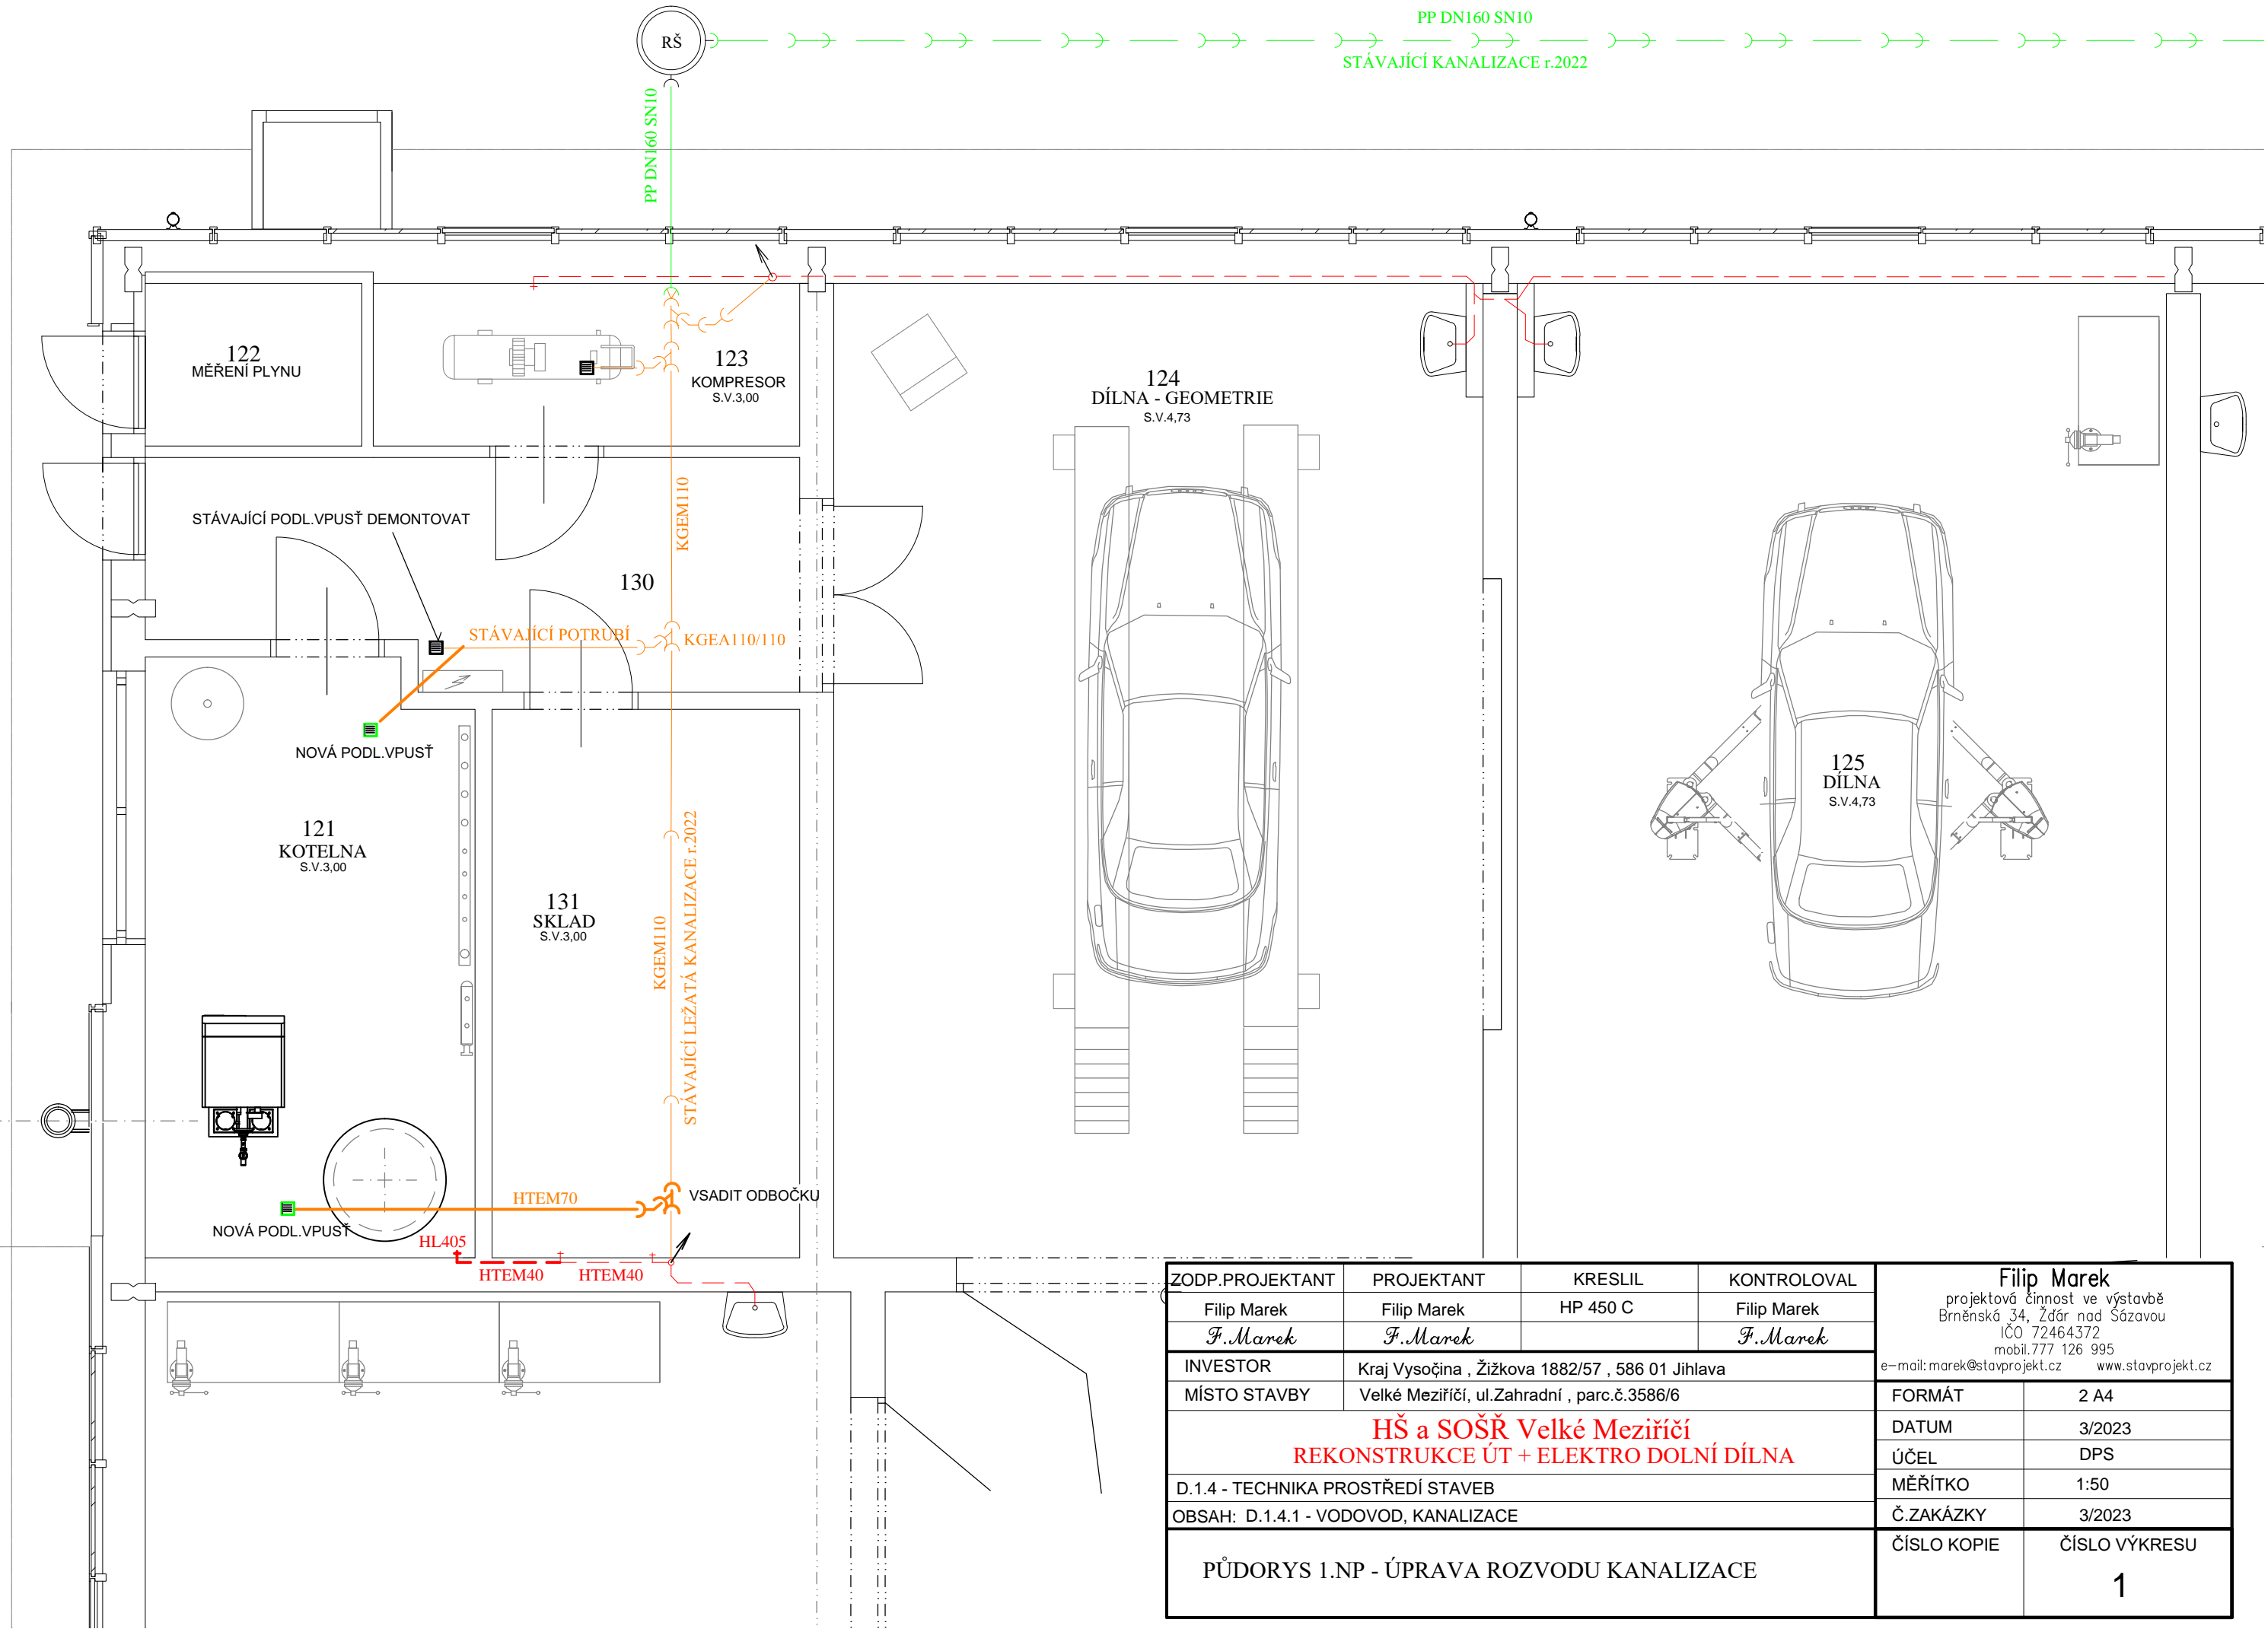 PP DN160 SN10
RŠ
STÁVAJÍCÍ KANALIZACE r.2022
PP DN160 SN10
122
MĚŘENÍ PLYNU
123
KOMPRESOR
S.V.3,00
124
DÍLNA - GEOMETRIE
S.V.4,73
STÁVAJÍCÍ PODL.VPUSŤ DEMONTOVAT
KGEM110
130
STÁVAJÍCÍ POTRUBÍ
KGEA110/110
NOVÁ PODL.VPUSŤ
125
DÍLNA
S.V.4,73
121
KOTELNA
S.V.3,00
131
SKLAD
S.V.3,00
KGEM110
STÁVAJÍCÍ LEŽATÁ KANALIZACE r.2022
HTEM70
VSADIT ODBOČKU
NOVÁ PODL.VPUSŤ
HL405
HTEM40
HTEM40
ZODP.PROJEKTANT PROJEKTANT KRESLIL KONTROLOVAL
Filip Marek Filip Marek HP 450 C Filip Marek
F.Marek F.Marek F.Marek
Filip Marek
projektová činnost ve výstavbě
Brněnská 34, Žďár nad Sázavou
IČO 72464372
mobil.777 126 995
e-mail: marek@stavprojekt.cz www.stavprojekt.cz
INVESTOR Kraj Vysočina , Žižkova 1882/57 , 586 01 Jihlava
MÍSTO STAVBY Velké Meziříčí, ul.Zahradní , parc.č.3586/6
HŠ a SOŠŘ Velké Meziříčí
REKONSTRUKCE ÚT + ELEKTRO DOLNÍ DÍLNA
D.1.4 - TECHNIKA PROSTŘEDÍ STAVEB
OBSAH: D.1.4.1 - VODOVOD, KANALIZACE
PŮDORYS 1.NP - ÚPRAVA ROZVODU KANALIZACE
FORMÁT 2 A4
DATUM 3/2023
ÚČEL DPS
MĚŘÍTKO 1:50
Č.ZAKÁZKY 3/2023
ČÍSLO KOPIE ČÍSLO VÝKRESU
1